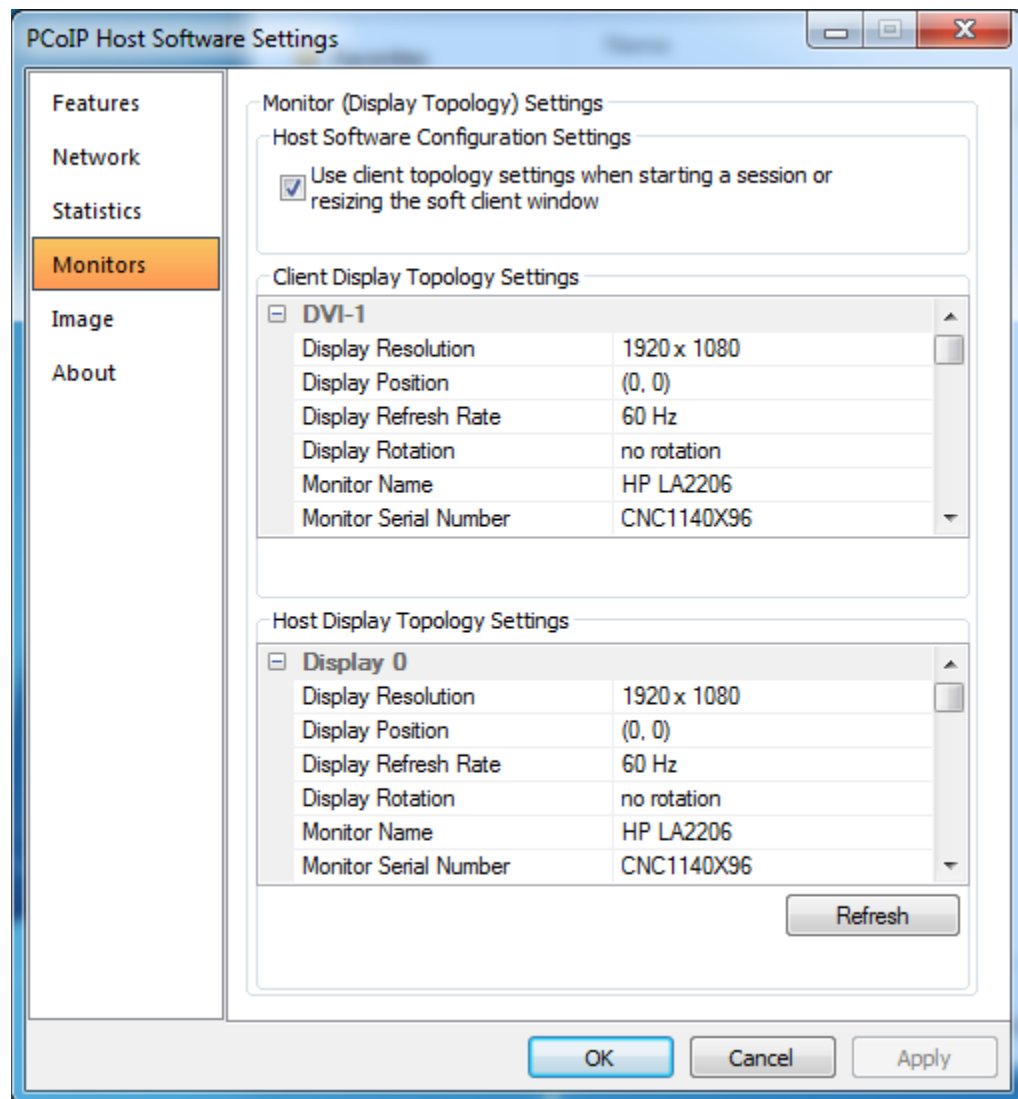 PCoIP Host Software Settings
Features
Network
Statistics
Monitors
Image
About
Monitor (Display Topology) Settings
Host Software Configuration Settings
Use client topology settings when starting a session or
resizing the soft client window
Client Display Topology Settings
DVI-1
Display Resolution 1920 x 1080
Display Position (0, 0)
Display Refresh Rate 60 Hz
Display Rotation no rotation
Monitor Name HP LA2206
Monitor Serial Number CNC1140X96
Host Display Topology Settings
Display 0
Display Resolution 1920 x 1080
Display Position (0, 0)
Display Refresh Rate 60 Hz
Display Rotation no rotation
Monitor Name HP LA2206
Monitor Serial Number CNC1140X96
Refresh
OK Cancel Apply